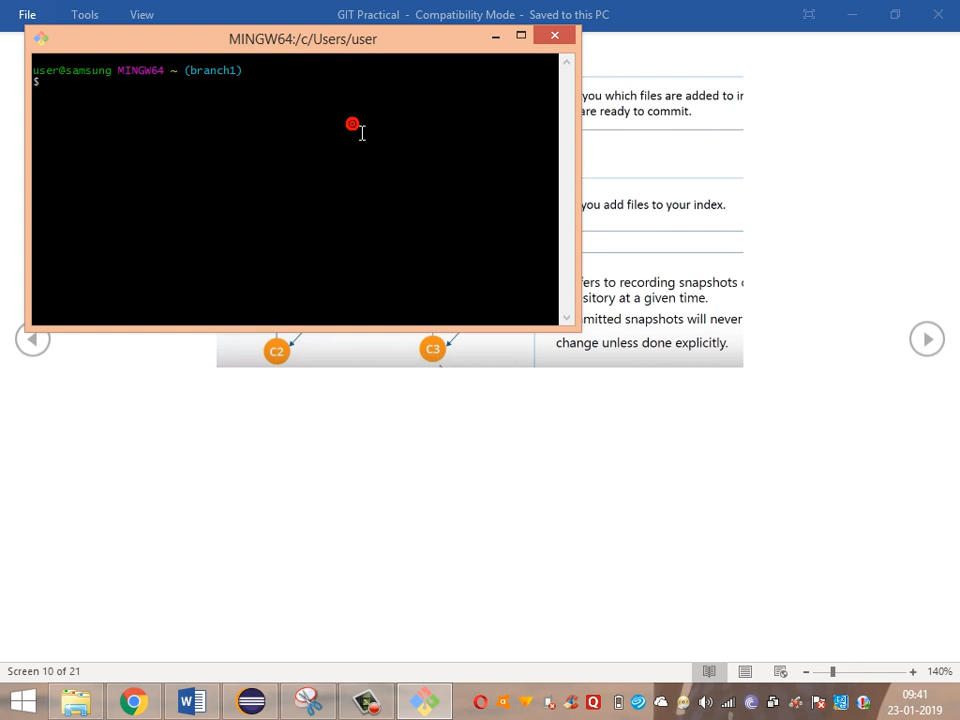 File Tools View GIT Practical - Compatibility Mode - Saved to this PC
MINGW64:/c/Users/user
user@samsung MINGW64 ~ (branch1)
$
you which files are added to in
are ready to commit.
you add files to your index.
fers to recording snapshots o
sitory at a given time.
mitted snapshots will never
change unless done explicitly.
C2 C3
Screen 10 of 21 140%
09:41
23-01-2019